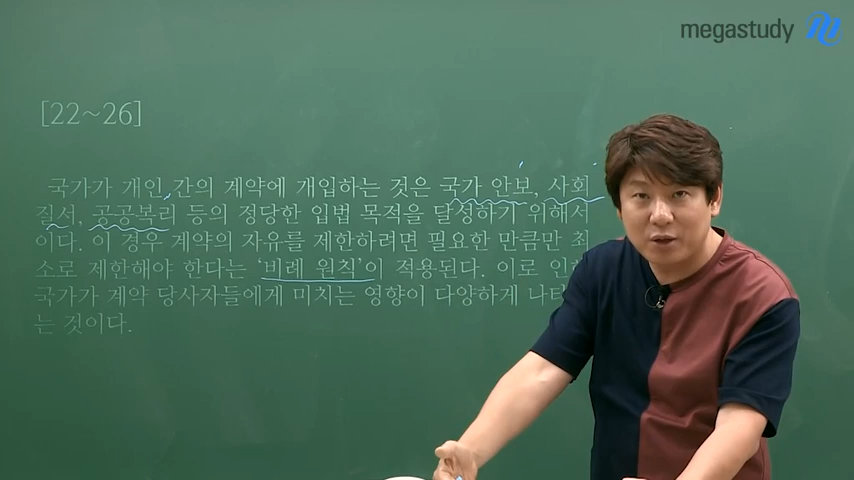 megastudy
[22~26]
국가가 개인 간의 계약에 개입하는 것은 국가 안보, 사회
질서, 공공복리 등의 정당한 입법 목적을 달성하기 위해서
이다. 이 경우 계약의 자유를 제한하려면 필요한 만큼만 최
소로 제한해야 한다는 ‘비례 원칙’이 적용된다. 이로
국가가 계약 당사자들에게 미치는 영향이 다양하게
는 것이다.